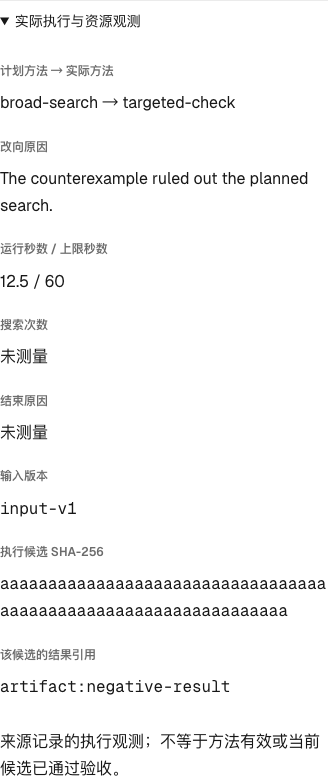 ▼ 实际执行与资源观测
计划方法 → 实际方法
broad-search → targeted-check
改向原因
The counterexample ruled out the planned
search.
运行秒数 / 上限秒数
12.5 / 60
搜索次数
未测量
结束原因
未测量
输入版本
input-v1
执行候选 SHA-256
aaaaaaaaaaaaaaaaaaaaaaaaaaaaaaaaaa
aaaaaaaaaaaaaaaaaaaaaaaaaaaaaa
该候选的结果引用
artifact:negative-result
来源记录的执行观测；不等于方法有效或当前
候选已通过验收。